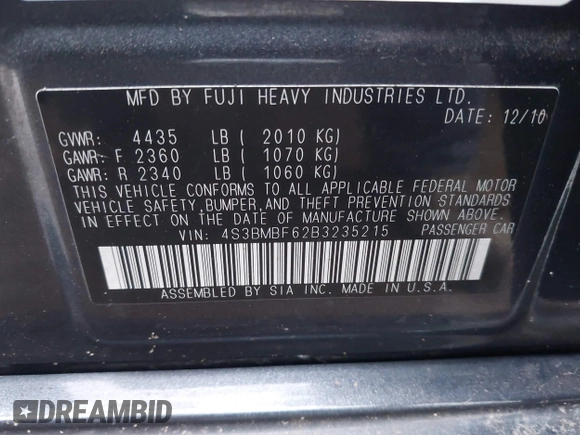 MFD BY FUJI HEAVY INDUSTRIES LTD.
DATE: 12/10
GVWR: 4435 LB ( 2010 KG)
GAWR: F 2360 LB ( 1070 KG)
GAWR: R 2340 LB ( 1060 KG)
THIS VEHICLE CONFORMS TO ALL APPLICABLE FEDERAL MOTOR
VEHICLE SAFETY, BUMPER, AND THEFT PREVENTION STANDARDS
IN EFFECT ON THE DATE OF MANUFACTURE SHOWN ABOVE.
VIN: 4S3BMBF62B3235215 PASSENGER CAR
ASSEMBLED BY SIA INC. MADE IN U.S.A.
DREAMBID